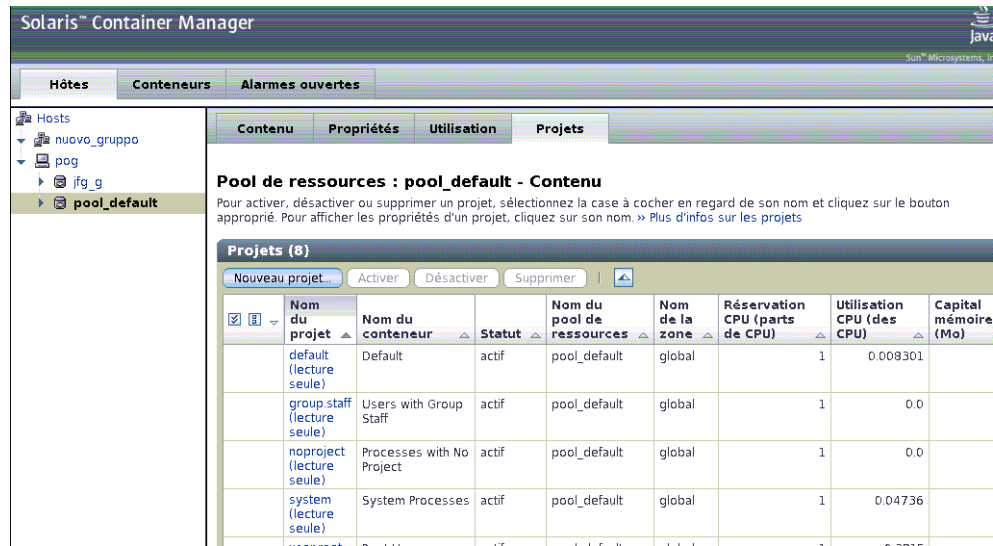 Solaris™ Container Manager
Java
Sun™ Microsystems, In
Hôtes Conteneurs Alarmes ouvertes
Hosts
nuovo_gruppo
pog
jfg_g
pool_default
Contenu Propriétés Utilisation Projets
Pool de ressources : pool_default - Contenu
Pour activer, désactiver ou supprimer un projet, sélectionnez la case à cocher en regard de son nom et cliquez sur le bouton
approprié. Pour afficher les propriétés d'un projet, cliquez sur son nom. » Plus d'infos sur les projets
Projets (8)
Nouveau projet... Activer Désactiver Supprimer
Nom du projet Nom du conteneur Statut Nom du pool de ressources Nom de la zone Réservation CPU (parts de CPU) Utilisation CPU (des CPU) Capital mémoire (Mo)
default (lecture seule) Default actif pool_default global 1 0.008301
group.staff (lecture seule) Users with Group Staff actif pool_default global 1 0.0
noproject (lecture seule) Processes with No Project actif pool_default global 1 0.0
system (lecture seule) System Processes actif pool_default global 1 0.04736